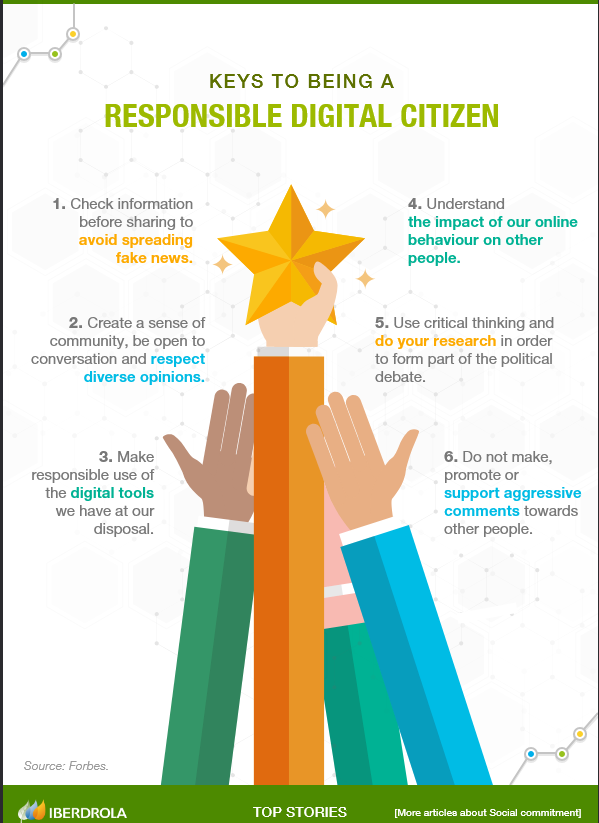 KEYS TO BEING A
RESPONSIBLE DIGITAL CITIZEN
1. Check information
before sharing to
avoid spreading
fake news.
2. Create a sense of
community, be open to
conversation and respect
diverse opinions.
3. Make
responsible use of
the digital tools
we have at our
disposal.
4. Understand
the impact of our online
behaviour on other
people.
5. Use critical thinking and
do your research in order
to form part of the political
debate.
6. Do not make,
promote or
support aggressive
comments towards
other people.
Source: Forbes.
IBERDROLA
TOP STORIES
[More articles about Social commitment]